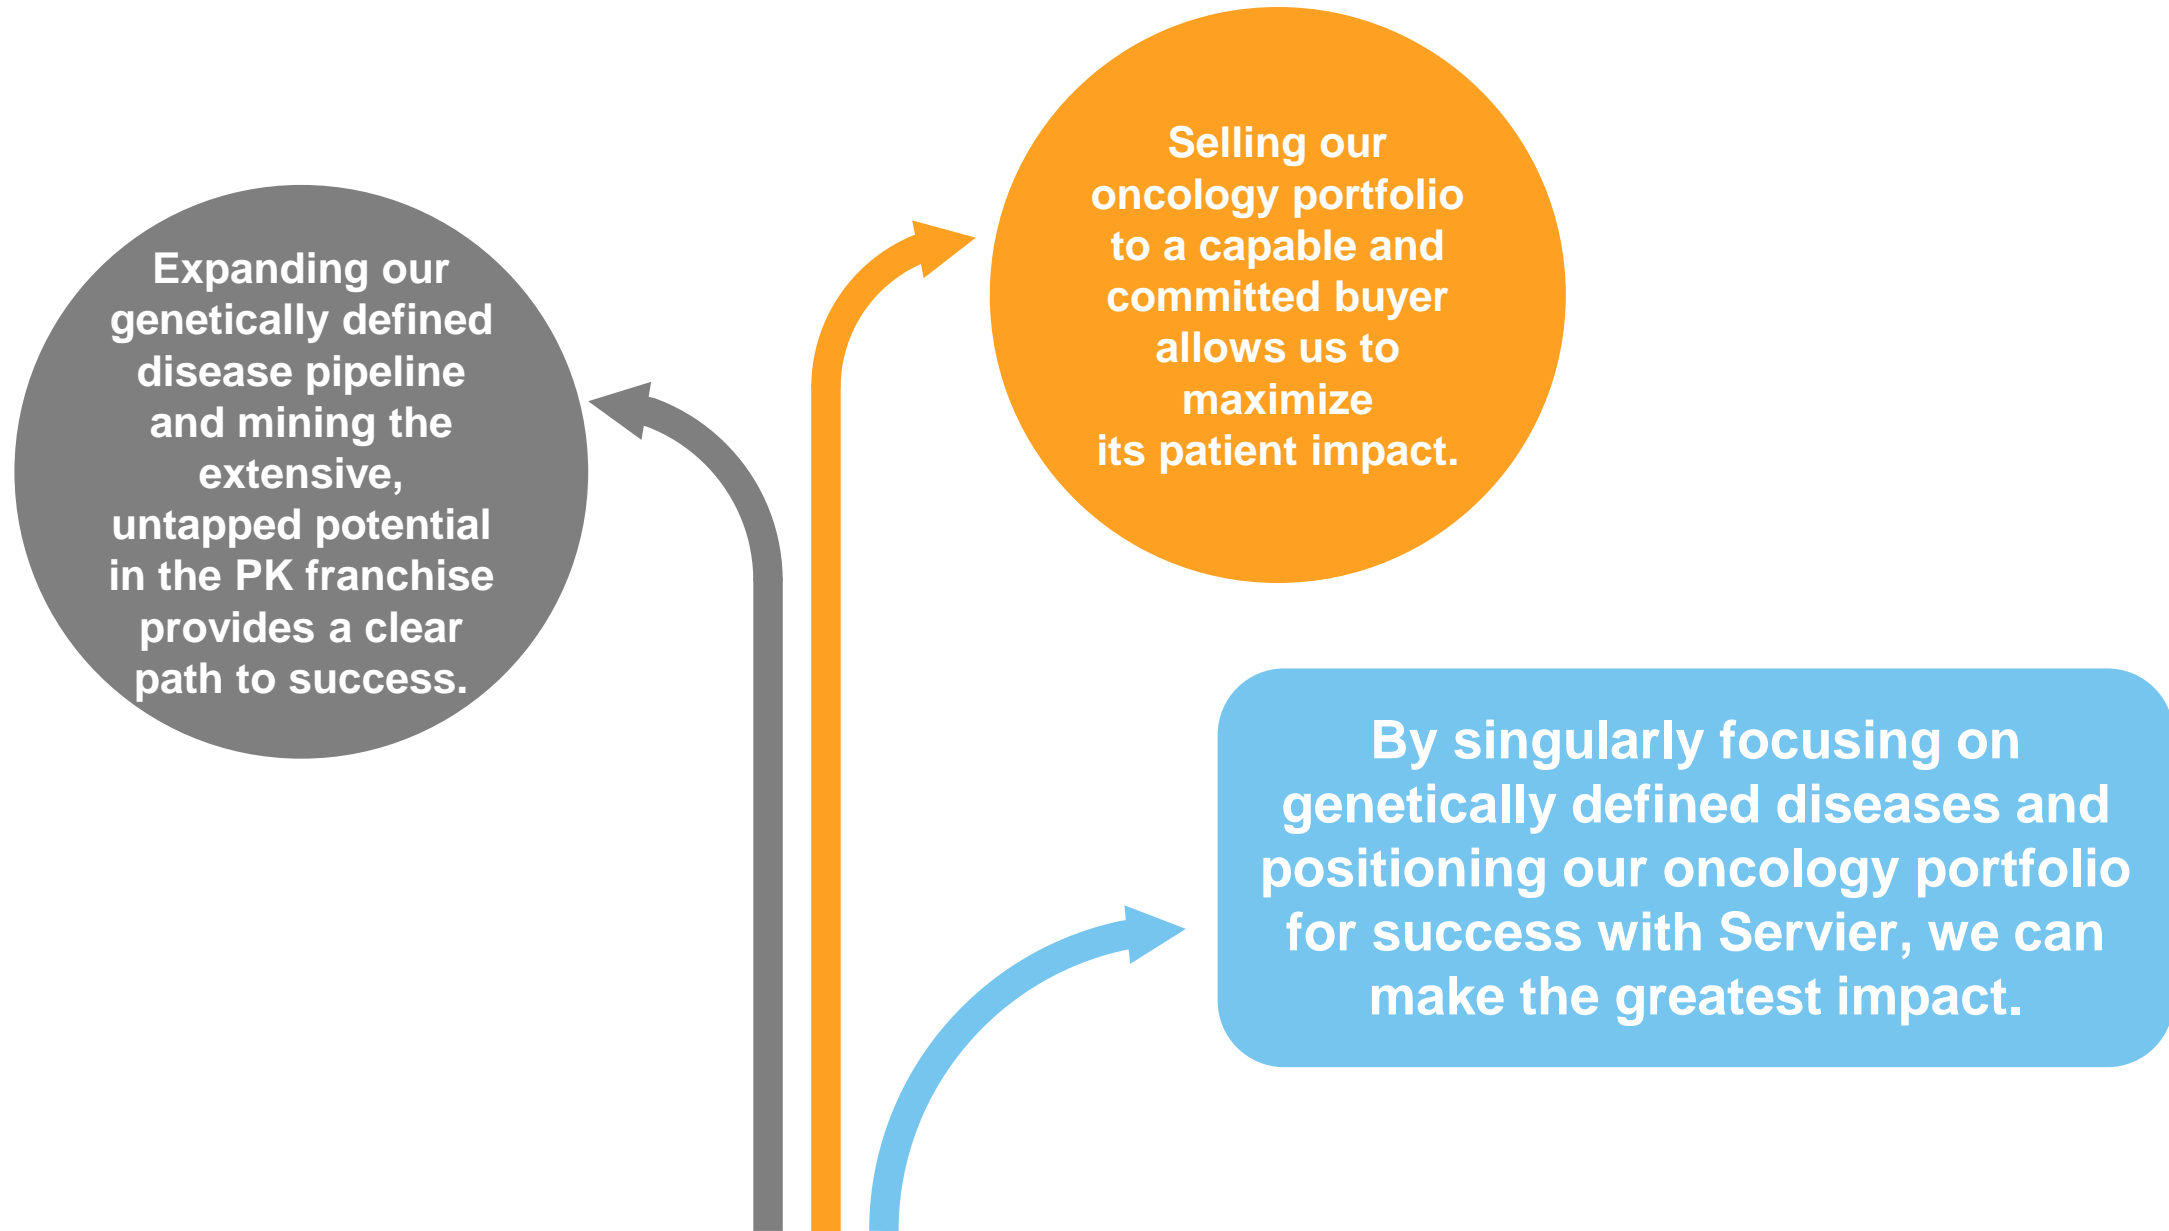 Expanding our
genetically defined
disease pipeline
and mining the
extensive,
untapped potential
in the PK franchise
provides a clear
path to success.
Selling our
oncology portfolio
to a capable and
committed buyer
allows us to
maximize
its patient impact.
By singularly focusing on
genetically defined diseases and
positioning our oncology portfolio
for success with Servier, we can
make the greatest impact.